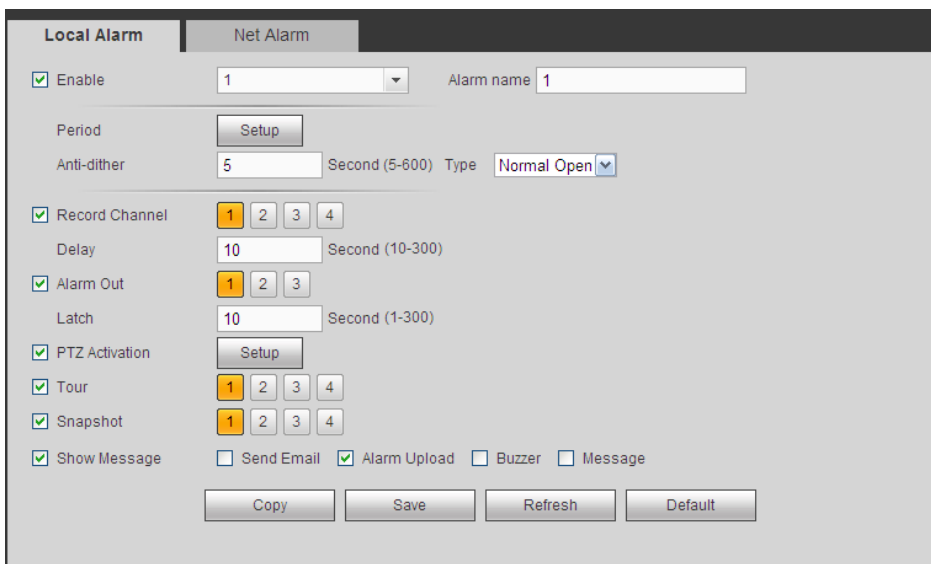 Local Alarm Net Alarm
Enable 1 Alarm name 1
Period Setup
Anti-dither 5 Second (5-600) Type Normal Open
Record Channel 1 2 3 4
Delay 10 Second (10-300)
Alarm Out 1 2 3
Latch 10 Second (1-300)
PTZ Activation Setup
Tour 1 2 3 4
Snapshot 1 2 3 4
Show Message Send Email Alarm Upload Buzzer Message
Copy Save Refresh Default